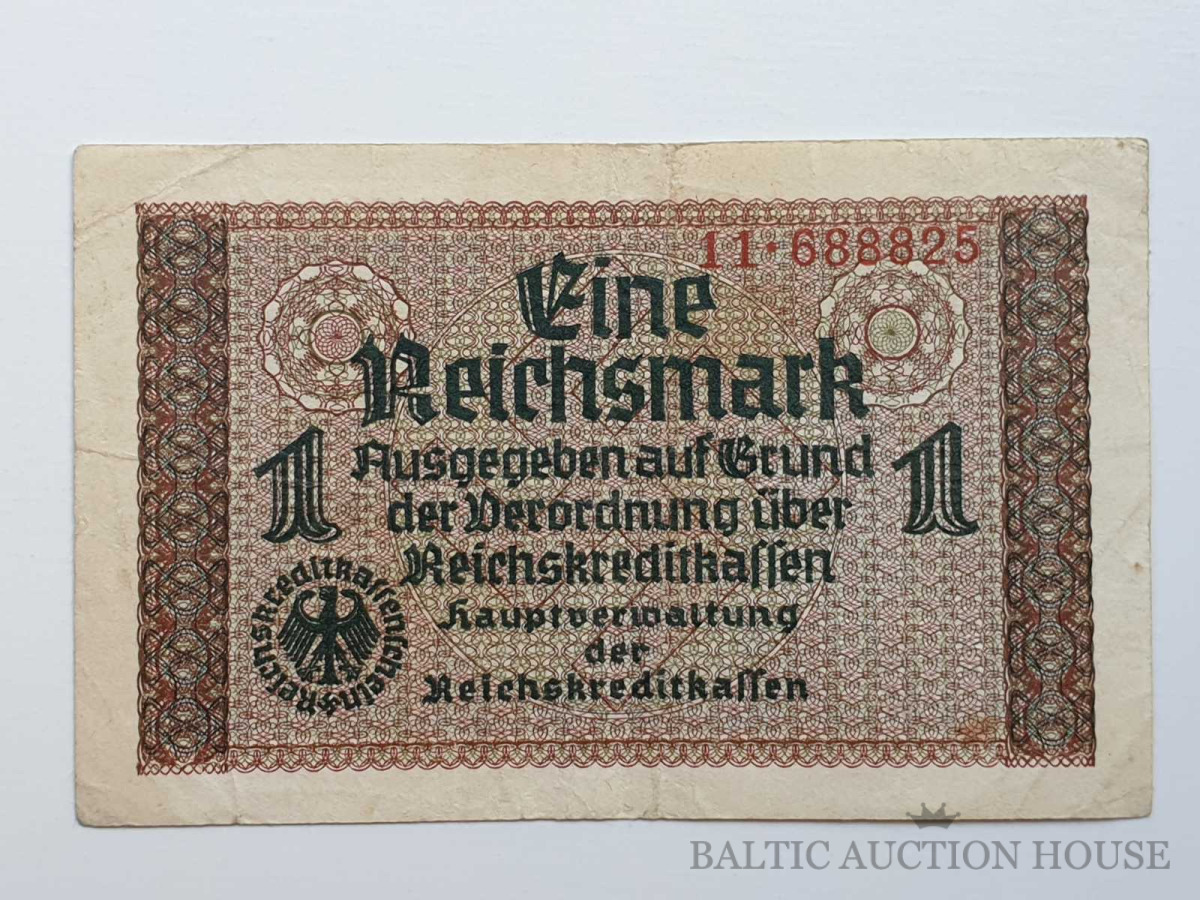 11·688825
Eine
Reichsmark
1 Ausgegeben auf Grund 1
der Verordnung über
Reichskreditkassen
Hauptverwaltung
der
Reichskreditkassen
Reichskreditkassenschein
BALTIC AUCTION HOUSE